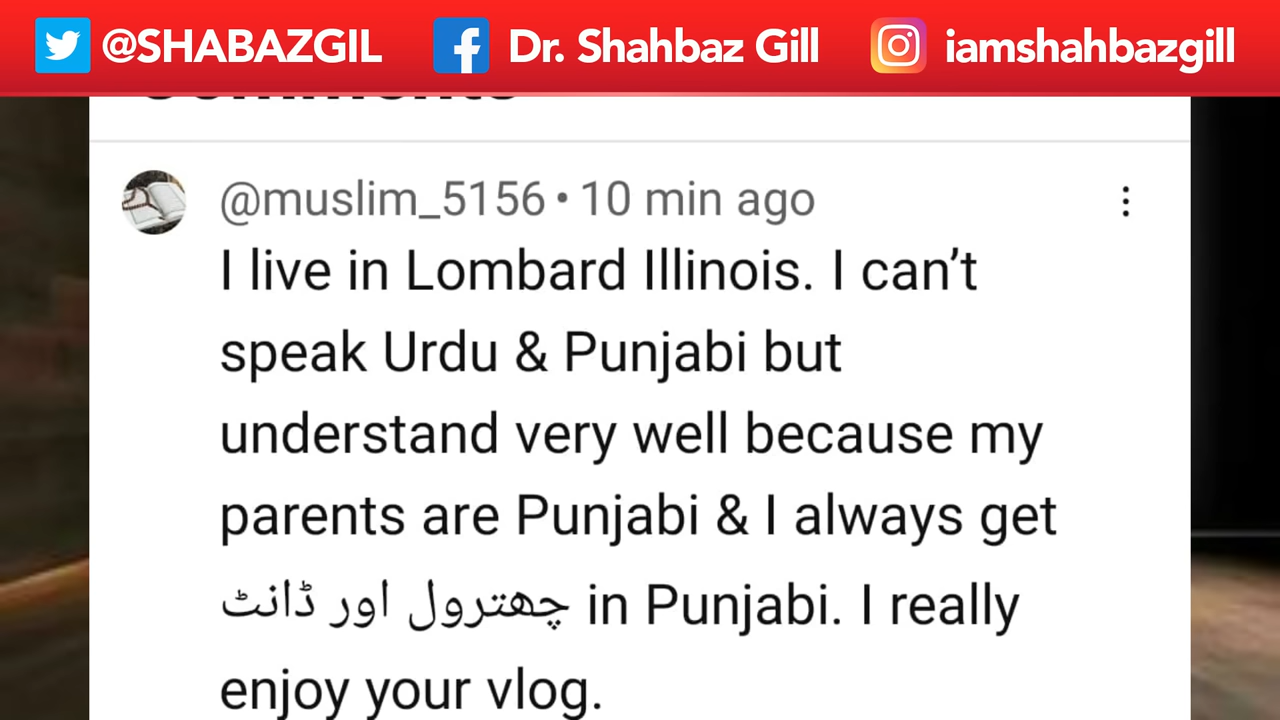 @SHABAZGIL Dr. Shahbaz Gill iamshahbazgill
Comments
@muslim_5156 • 10 min ago
I live in Lombard Illinois. I can’t
speak Urdu & Punjabi but
understand very well because my
parents are Punjabi & I always get
چھترول اور ڈانٹ in Punjabi. I really
enjoy your vlog.